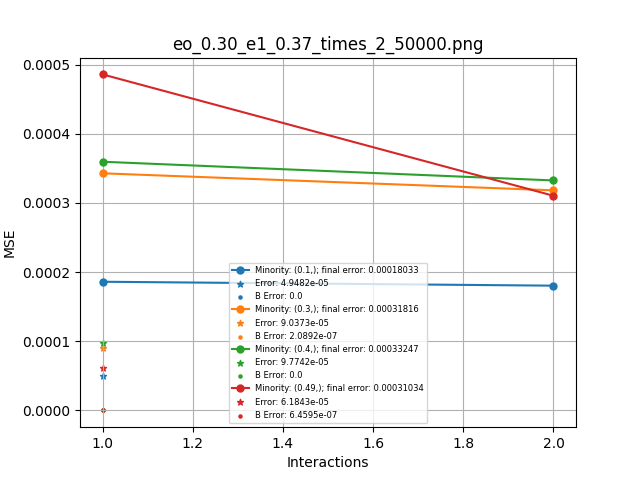 eo_0.30_e1_0.37_times_2_50000.png
0.0005
0.0004
0.0003
0.0002
0.0001
0.0000
MSE
Minority: (0.1,); final error: 0.00018033
Error: 4.9482e-05
B Error: 0.0
Minority: (0.3,); final error: 0.00031816
Error: 9.0373e-05
B Error: 2.0892e-07
Minority: (0.4,); final error: 0.00033247
Error: 9.7742e-05
B Error: 0.0
Minority: (0.49,); final error: 0.00031034
Error: 6.1843e-05
B Error: 6.4595e-07
1.0 1.2 1.4 1.6 1.8 2.0
Interactions